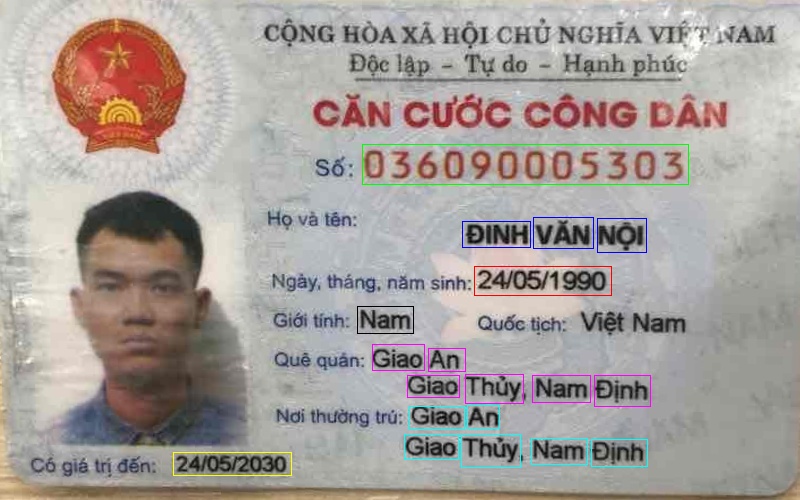 CỘNG HÒA XÃ HỘI CHỦ NGHĨA VIỆT NAM
Độc lập - Tự do - Hạnh phúc
CĂN CƯỚC CÔNG DÂN
Số: 036090005303
Họ và tên:
ĐINH VĂN NỘI
Ngày, tháng, năm sinh: 24/05/1990
Giới tính: Nam Quốc tịch: Việt Nam
Quê quán: Giao An
Giao Thủy, Nam Định
Nơi thường trú: Giao An
Giao Thủy, Nam Định
Có giá trị đến: 24/05/2030